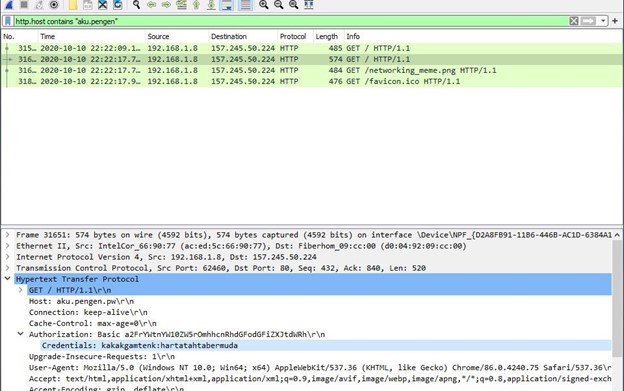 http.host contains "aku.pengen"
No. Time Source Destination Protocol Length Info
315… 2020-10-10 22:22:09.1… 192.168.1.8 157.245.50.224 HTTP 485 GET / HTTP/1.1
316… 2020-10-10 22:22:17.7… 192.168.1.8 157.245.50.224 HTTP 574 GET / HTTP/1.1
316… 2020-10-10 22:22:17.9… 192.168.1.8 157.245.50.224 HTTP 484 GET /networking_meme.png HTTP/1.1
318… 2020-10-10 22:22:17.9… 192.168.1.8 157.245.50.224 HTTP 476 GET /favicon.ico HTTP/1.1
Frame 31651: 574 bytes on wire (4592 bits), 574 bytes captured (4592 bits) on interface \Device\NPF_{D2A8FB91-11B6-446B-AC1D-6384A1
Ethernet II, Src: IntelCor_66:90:77 (ac:ed:5c:66:90:77), Dst: Fiberhom_09:cc:00 (d0:04:92:09:cc:00)
Internet Protocol Version 4, Src: 192.168.1.8, Dst: 157.245.50.224
Transmission Control Protocol, Src Port: 62460, Dst Port: 80, Seq: 432, Ack: 840, Len: 520
Hypertext Transfer Protocol
GET / HTTP/1.1\r\n
Host: aku.pengen.pw\r\n
Connection: keep-alive\r\n
Cache-Control: max-age=0\r\n
Authorization: Basic a2FrYWtnYW10ZW5rOmhhcnRhdGFodGFiZXJtdWRh\r\n
Credentials: kakakgamtenk:hartatahtabermuda
Upgrade-Insecure-Requests: 1\r\n
User-Agent: Mozilla/5.0 (Windows NT 10.0; Win64; x64) AppleWebKit/537.36 (KHTML, like Gecko) Chrome/86.0.4240.75 Safari/537.36\r
Accept: text/html,application/xhtml+xml,application/xml;q=0.9,image/avif,image/webp,image/apng,*/*;q=0.8,application/signed-exch
Accept-Encoding: gzip, deflate\r\n